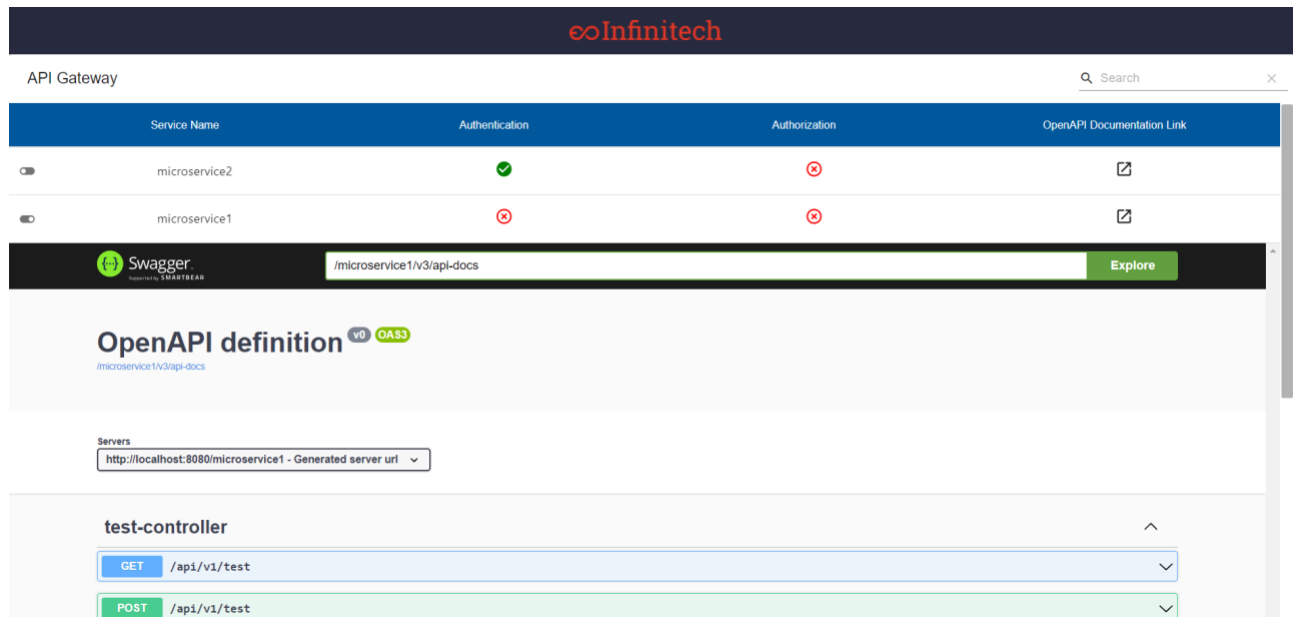 Infinitech
API Gateway
Search
Service Name Authentication Authorization OpenAPI Documentation Link
microservice2
microservice1
Swagger
Supported by SMARTBEAR
/microservice1/v3/api-docs
Explore
OpenAPI definition v0 OAS3
/microservice1/v3/api-docs
Servers
http://localhost:8080/microservice1 - Generated server url
test-controller
GET /api/v1/test
POST /api/v1/test